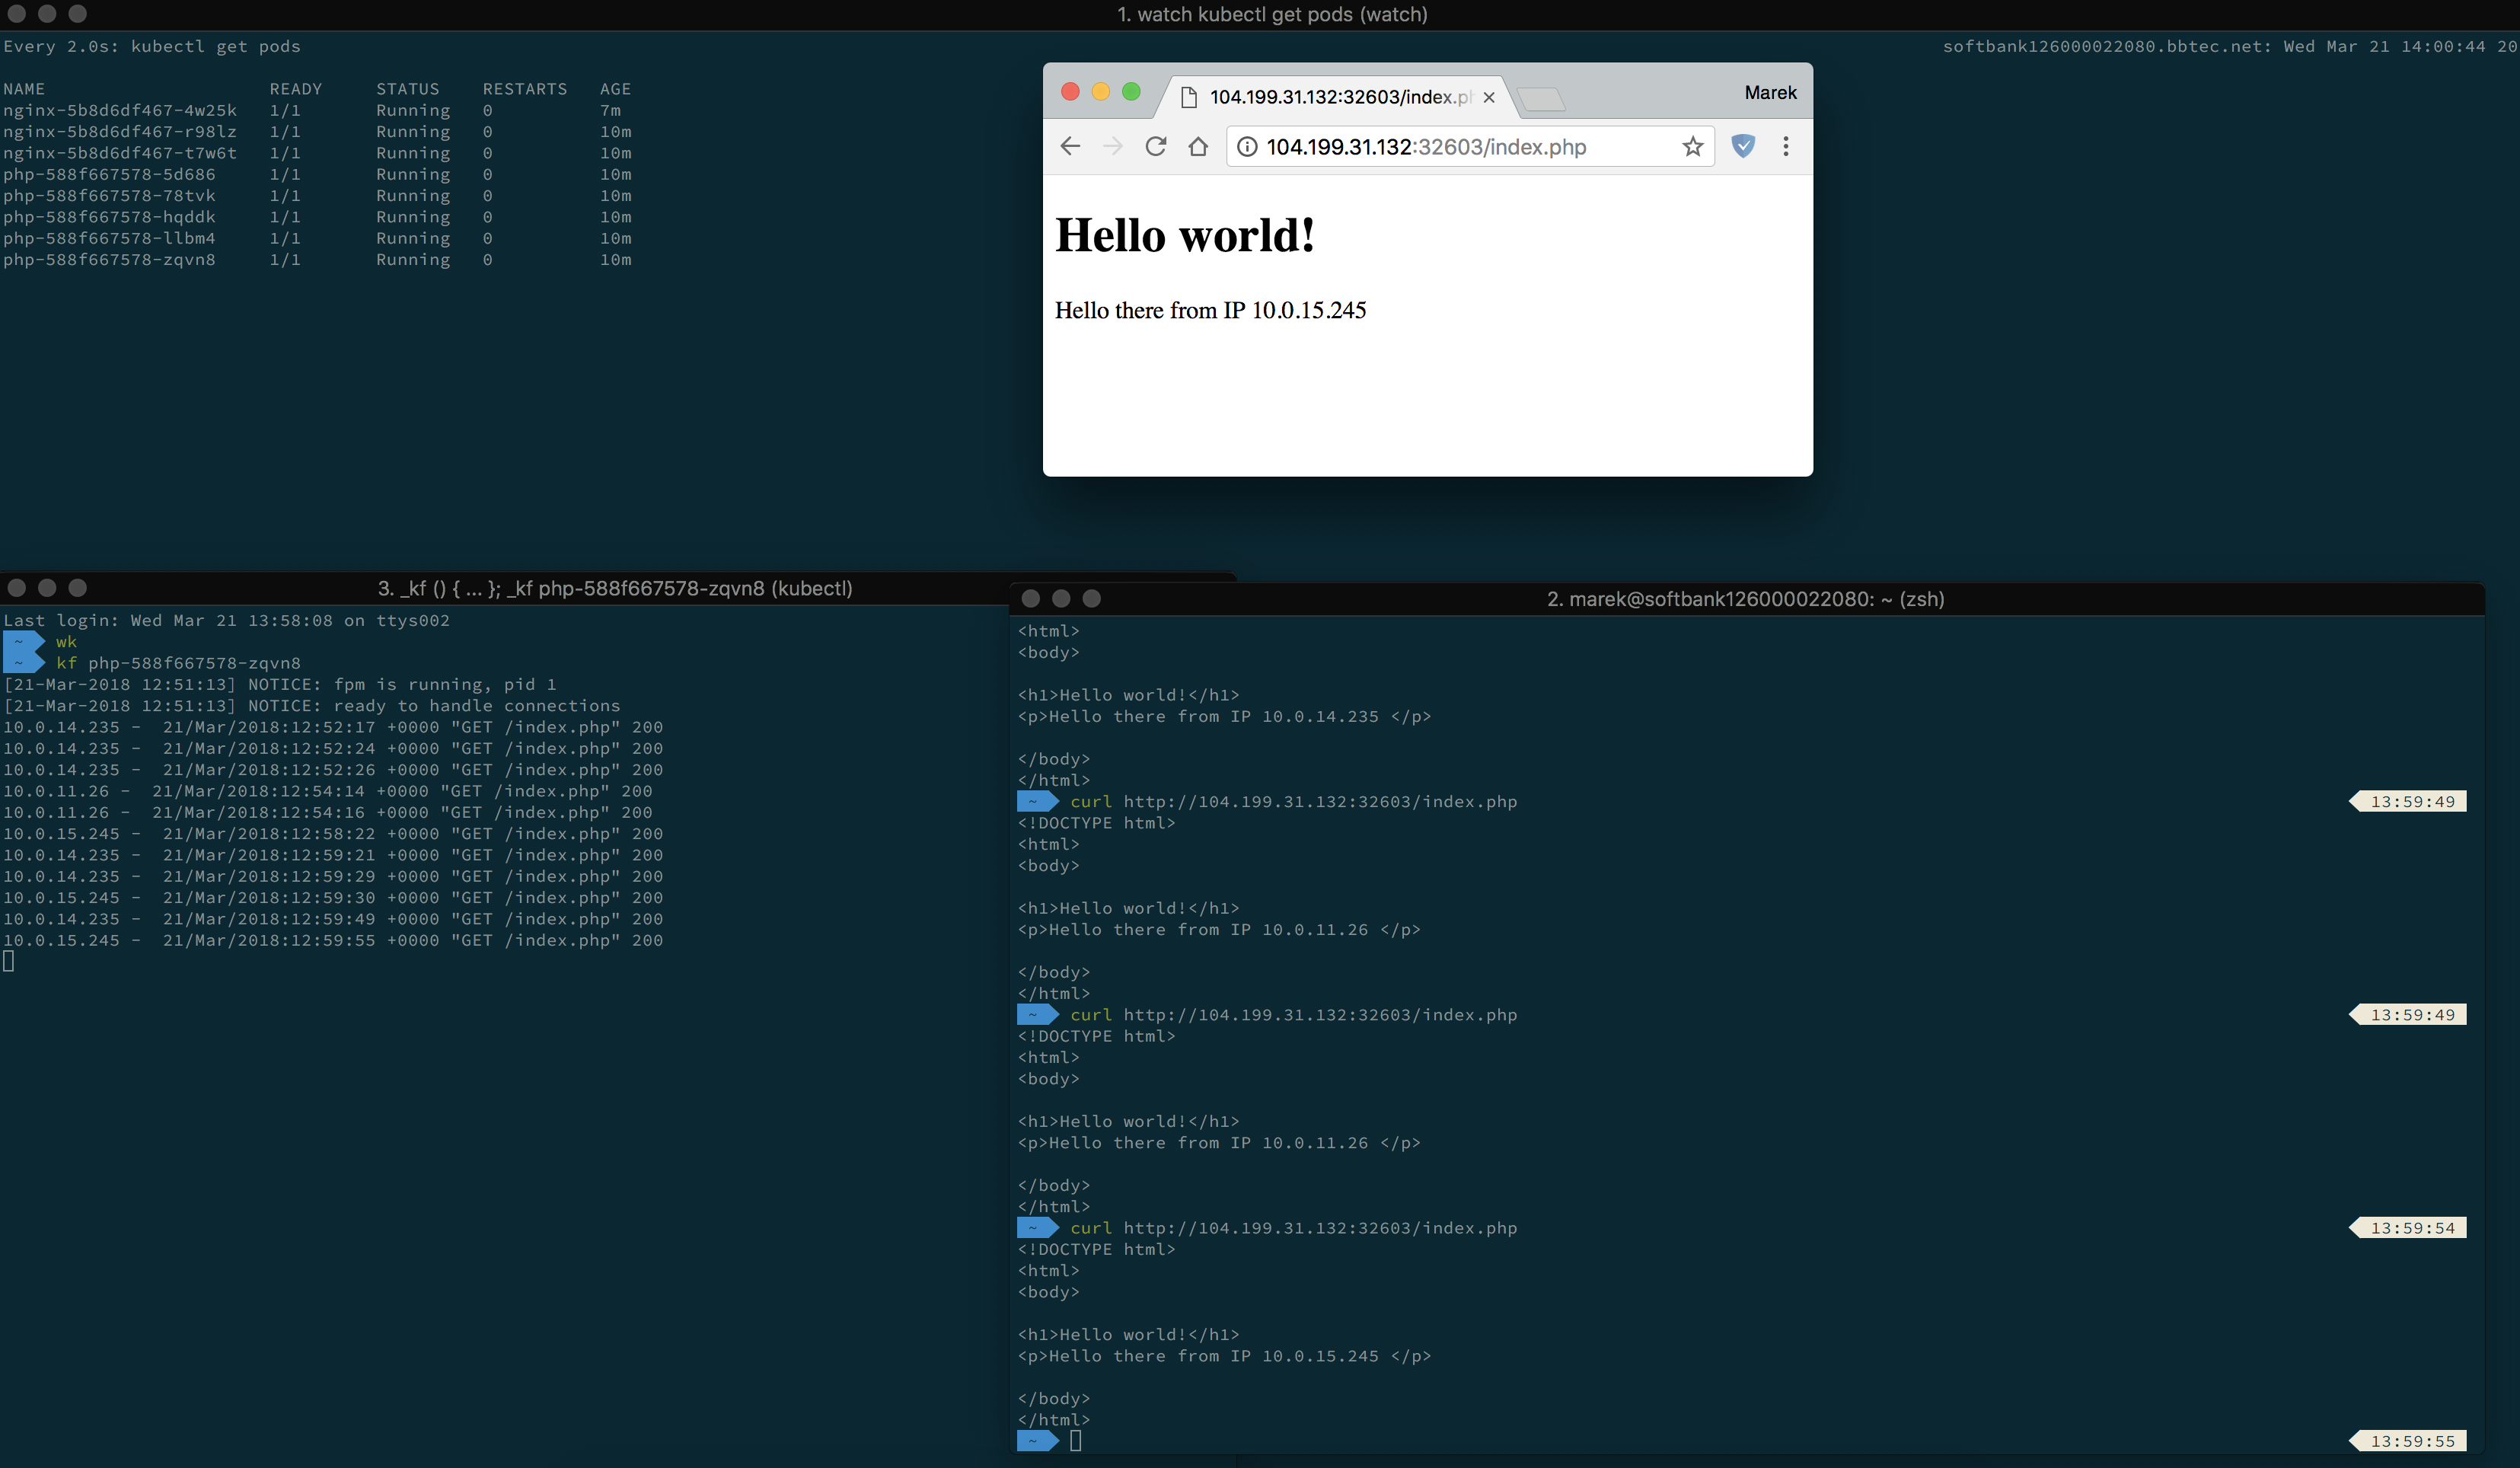 1. watch kubectl get pods (watch)
Every 2.0s: kubectl get pods
softbank126000022080.bbtec.net: Wed Mar 21 14:00:44 20
NAME READY STATUS RESTARTS AGE
nginx-5b8d6df467-4w25k 1/1 Running 0 7m
nginx-5b8d6df467-r98lz 1/1 Running 0 10m
nginx-5b8d6df467-t7w6t 1/1 Running 0 10m
php-588f667578-5d686 1/1 Running 0 10m
php-588f667578-78tvk 1/1 Running 0 10m
php-588f667578-hqddk 1/1 Running 0 10m
php-588f667578-llbm4 1/1 Running 0 10m
php-588f667578-zqvn8 1/1 Running 0 10m
104.199.31.132:32603/index.ph
Marek
104.199.31.132:32603/index.php
Hello world!
Hello there from IP 10.0.15.245
3. _kf () { ... }; _kf php-588f667578-zqvn8 (kubectl)
Last login: Wed Mar 21 13:58:08 on ttys002
~ wk
~ kf php-588f667578-zqvn8
[21-Mar-2018 12:51:13] NOTICE: fpm is running, pid 1
[21-Mar-2018 12:51:13] NOTICE: ready to handle connections
10.0.14.235 - 21/Mar/2018:12:52:17 +0000 "GET /index.php" 200
10.0.14.235 - 21/Mar/2018:12:52:24 +0000 "GET /index.php" 200
10.0.14.235 - 21/Mar/2018:12:52:26 +0000 "GET /index.php" 200
10.0.11.26 - 21/Mar/2018:12:54:14 +0000 "GET /index.php" 200
10.0.11.26 - 21/Mar/2018:12:54:16 +0000 "GET /index.php" 200
10.0.15.245 - 21/Mar/2018:12:58:22 +0000 "GET /index.php" 200
10.0.14.235 - 21/Mar/2018:12:59:21 +0000 "GET /index.php" 200
10.0.14.235 - 21/Mar/2018:12:59:29 +0000 "GET /index.php" 200
10.0.15.245 - 21/Mar/2018:12:59:30 +0000 "GET /index.php" 200
10.0.14.235 - 21/Mar/2018:12:59:49 +0000 "GET /index.php" 200
10.0.15.245 - 21/Mar/2018:12:59:55 +0000 "GET /index.php" 200
2. marek@softbank126000022080: ~ (zsh)
<html>
<body>
<h1>Hello world!</h1>
<p>Hello there from IP 10.0.14.235 </p>
</body>
</html>
~ curl http://104.199.31.132:32603/index.php 13:59:49
<!DOCTYPE html>
<html>
<body>
<h1>Hello world!</h1>
<p>Hello there from IP 10.0.11.26 </p>
</body>
</html>
~ curl http://104.199.31.132:32603/index.php 13:59:49
<!DOCTYPE html>
<html>
<body>
<h1>Hello world!</h1>
<p>Hello there from IP 10.0.11.26 </p>
</body>
</html>
~ curl http://104.199.31.132:32603/index.php 13:59:54
<!DOCTYPE html>
<html>
<body>
<h1>Hello world!</h1>
<p>Hello there from IP 10.0.15.245 </p>
</body>
</html>
~ 13:59:55